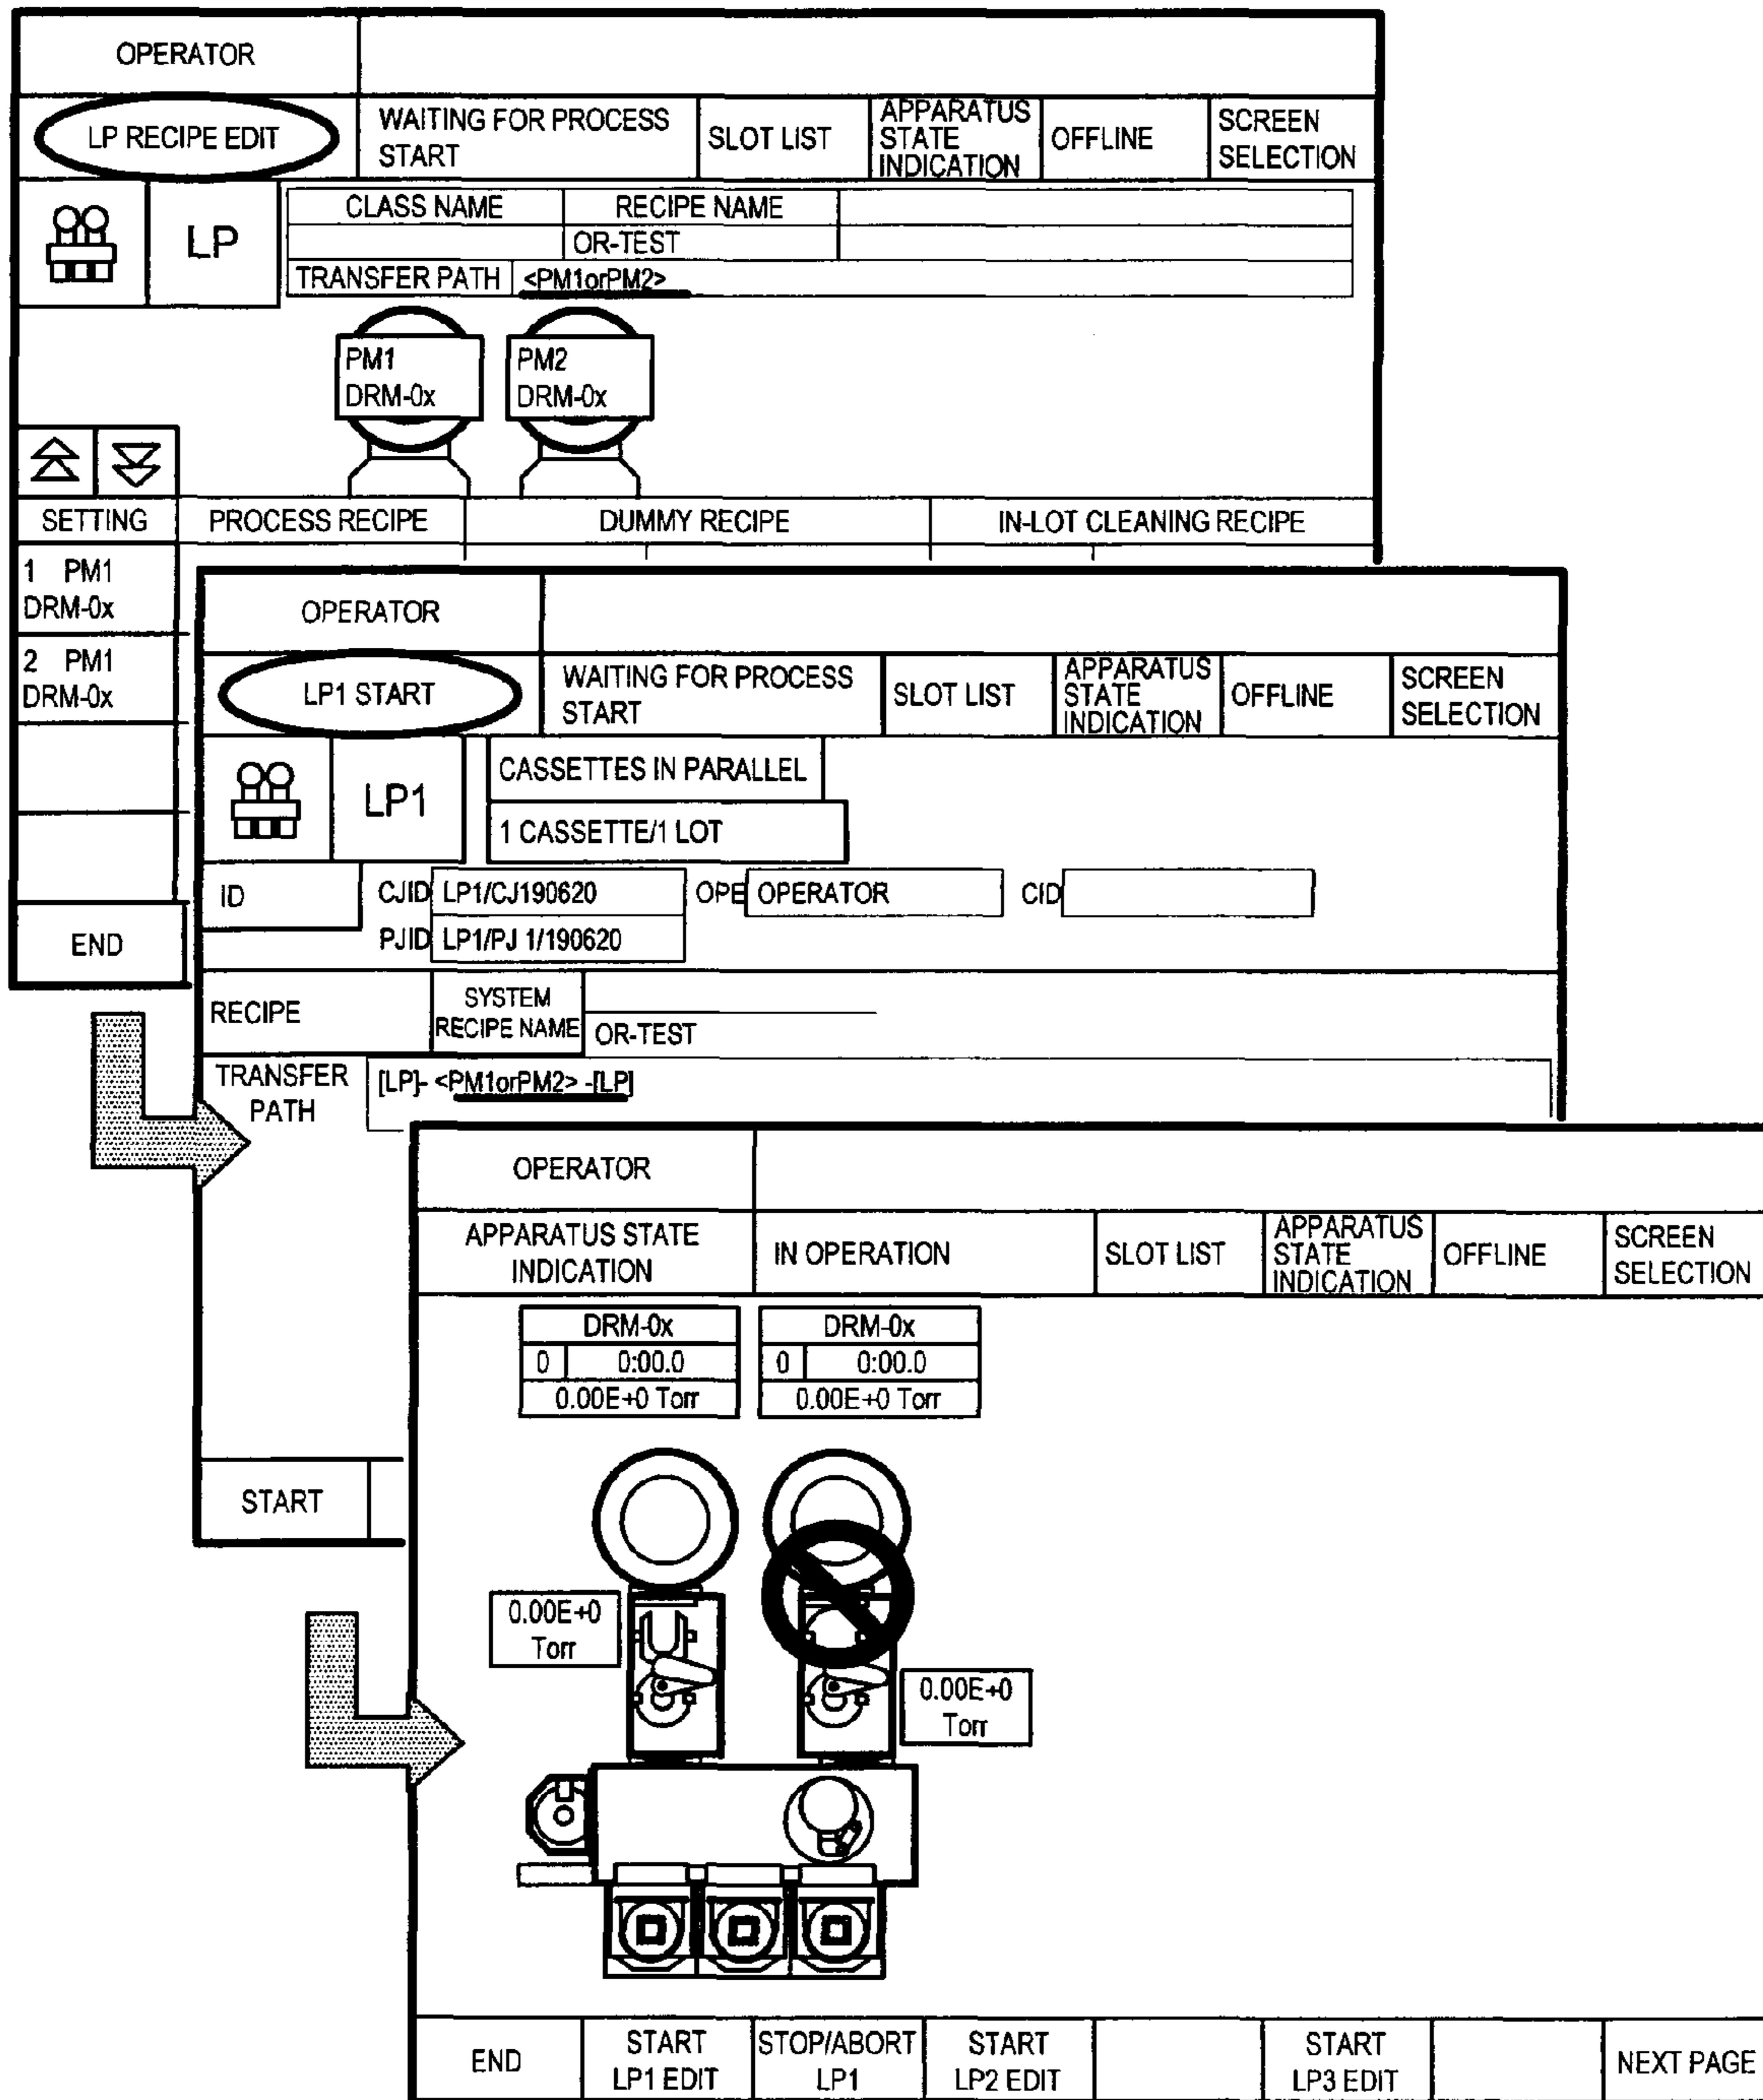 OPERATOR
LP RECIPE EDIT
WAITING FOR PROCESS
START
SLOT LIST
APPARATUS
STATE
INDICATION
OFFLINE
SCREEN
SELECTION
LP
CLASS NAME
RECIPE NAME
OR-TEST
TRANSFER PATH
<PM1orPM2>
PM1
DRM-0x
PM2
DRM-0x
SETTING
PROCESS RECIPE
DUMMY RECIPE
IN-LOT CLEANING RECIPE
1 PM1
DRM-0x
2 PM1
DRM-0x
END
OPERATOR
LP1 START
WAITING FOR PROCESS
START
SLOT LIST
APPARATUS
STATE
INDICATION
OFFLINE
SCREEN
SELECTION
LP1
CASSETTES IN PARALLEL
1 CASSETTE/1 LOT
ID
CJID LP1/CJ190620
OPE OPERATOR
CID
PJID LP1/PJ 1/190620
RECIPE
SYSTEM
RECIPE NAME
OR-TEST
TRANSFER
PATH
[LP]- <PM1orPM2> -[LP]
START
OPERATOR
APPARATUS STATE
INDICATION
IN OPERATION
SLOT LIST
APPARATUS
STATE
INDICATION
OFFLINE
SCREEN
SELECTION
DRM-0x
0 0:00.0
0.00E+0 Torr
DRM-0x
0 0:00.0
0.00E+0 Torr
0.00E+0
Torr
0.00E+0
Torr
END
START
LP1 EDIT
STOP/ABORT
LP1
START
LP2 EDIT
START
LP3 EDIT
NEXT PAGE